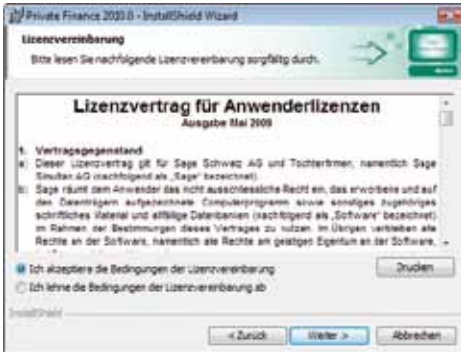 Private Finance 2010.0 - InstallShield Wizard
Lizenzvereinbarung
Bitte lesen Sie nachfolgende Lizenzvereinbarung sorgfältig durch.
Lizenzvertrag für Anwenderlizenzen
Ausgabe Mai 2009
1. Vertragsgegenstand
a) Dieser Lizenzvertrag gilt für Sage Schweiz AG und Tochterfirmen, namentlich Sage
Simultan AG (nachfolgend als „Sage" bezeichnet).
b) Sage räumt dem Anwender das nicht ausschliessliche Recht ein, das erworbene und auf
den Datenträgern aufgezeichnete Computerprogramm sowie sonstiges zugehöriges
schriftliches Material und allfällige Datenbanken (nachfolgend als „Software" bezeichnet)
im Rahmen der Bestimmungen dieses Vertrages zu nutzen. Im Übrigen verbleiben alle
Rechte an der Software, namentlich alle Rechte am geistigen Eigentum an der Software,
Ich akzeptiere die Bedingungen der Lizenzvereinbarung
Drucken
Ich lehne die Bedingungen der Lizenzvereinbarung ab
InstallShield
< Zurück
Weiter >
Abbrechen